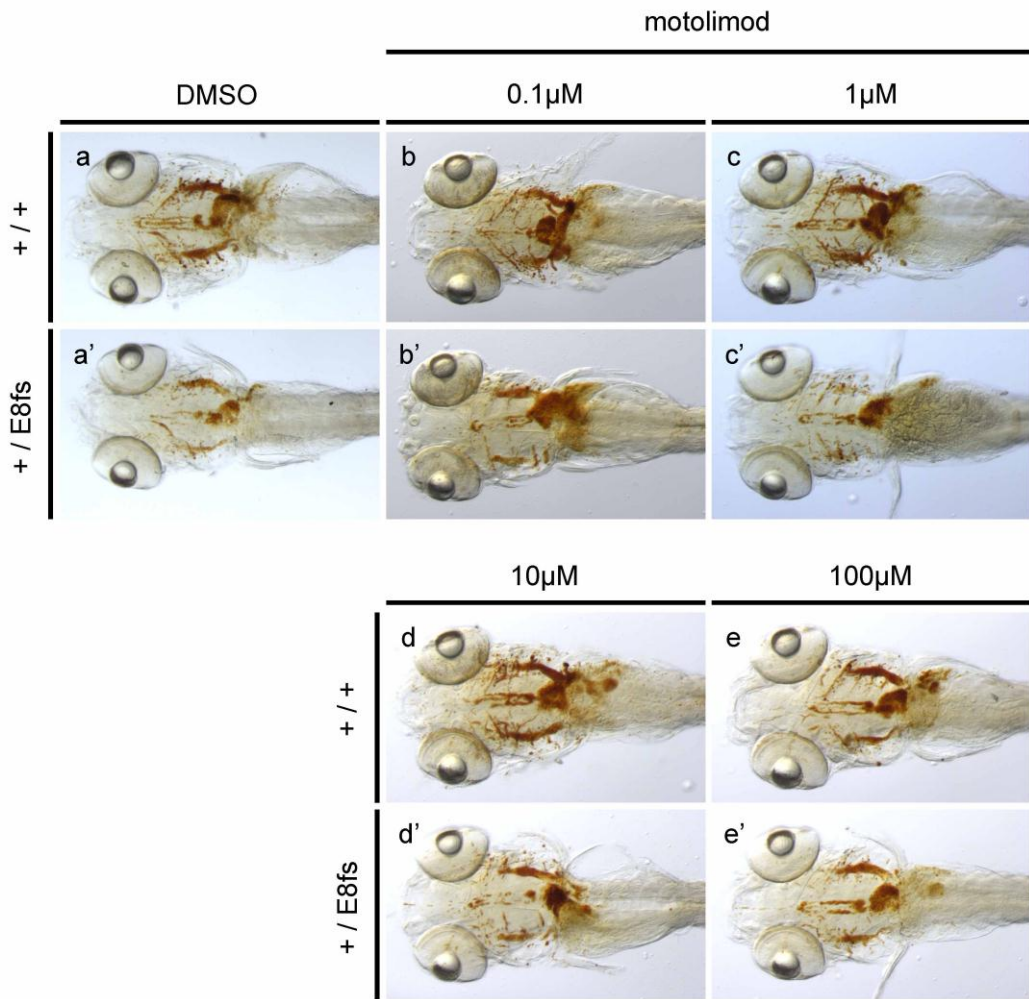 motolimod
DMSO
0.1µM
1µM
+ / +
a
b
c
+ / E8fs
a’
b’
c’
10µM
100µM
+ / +
d
e
+ / E8fs
d’
e’